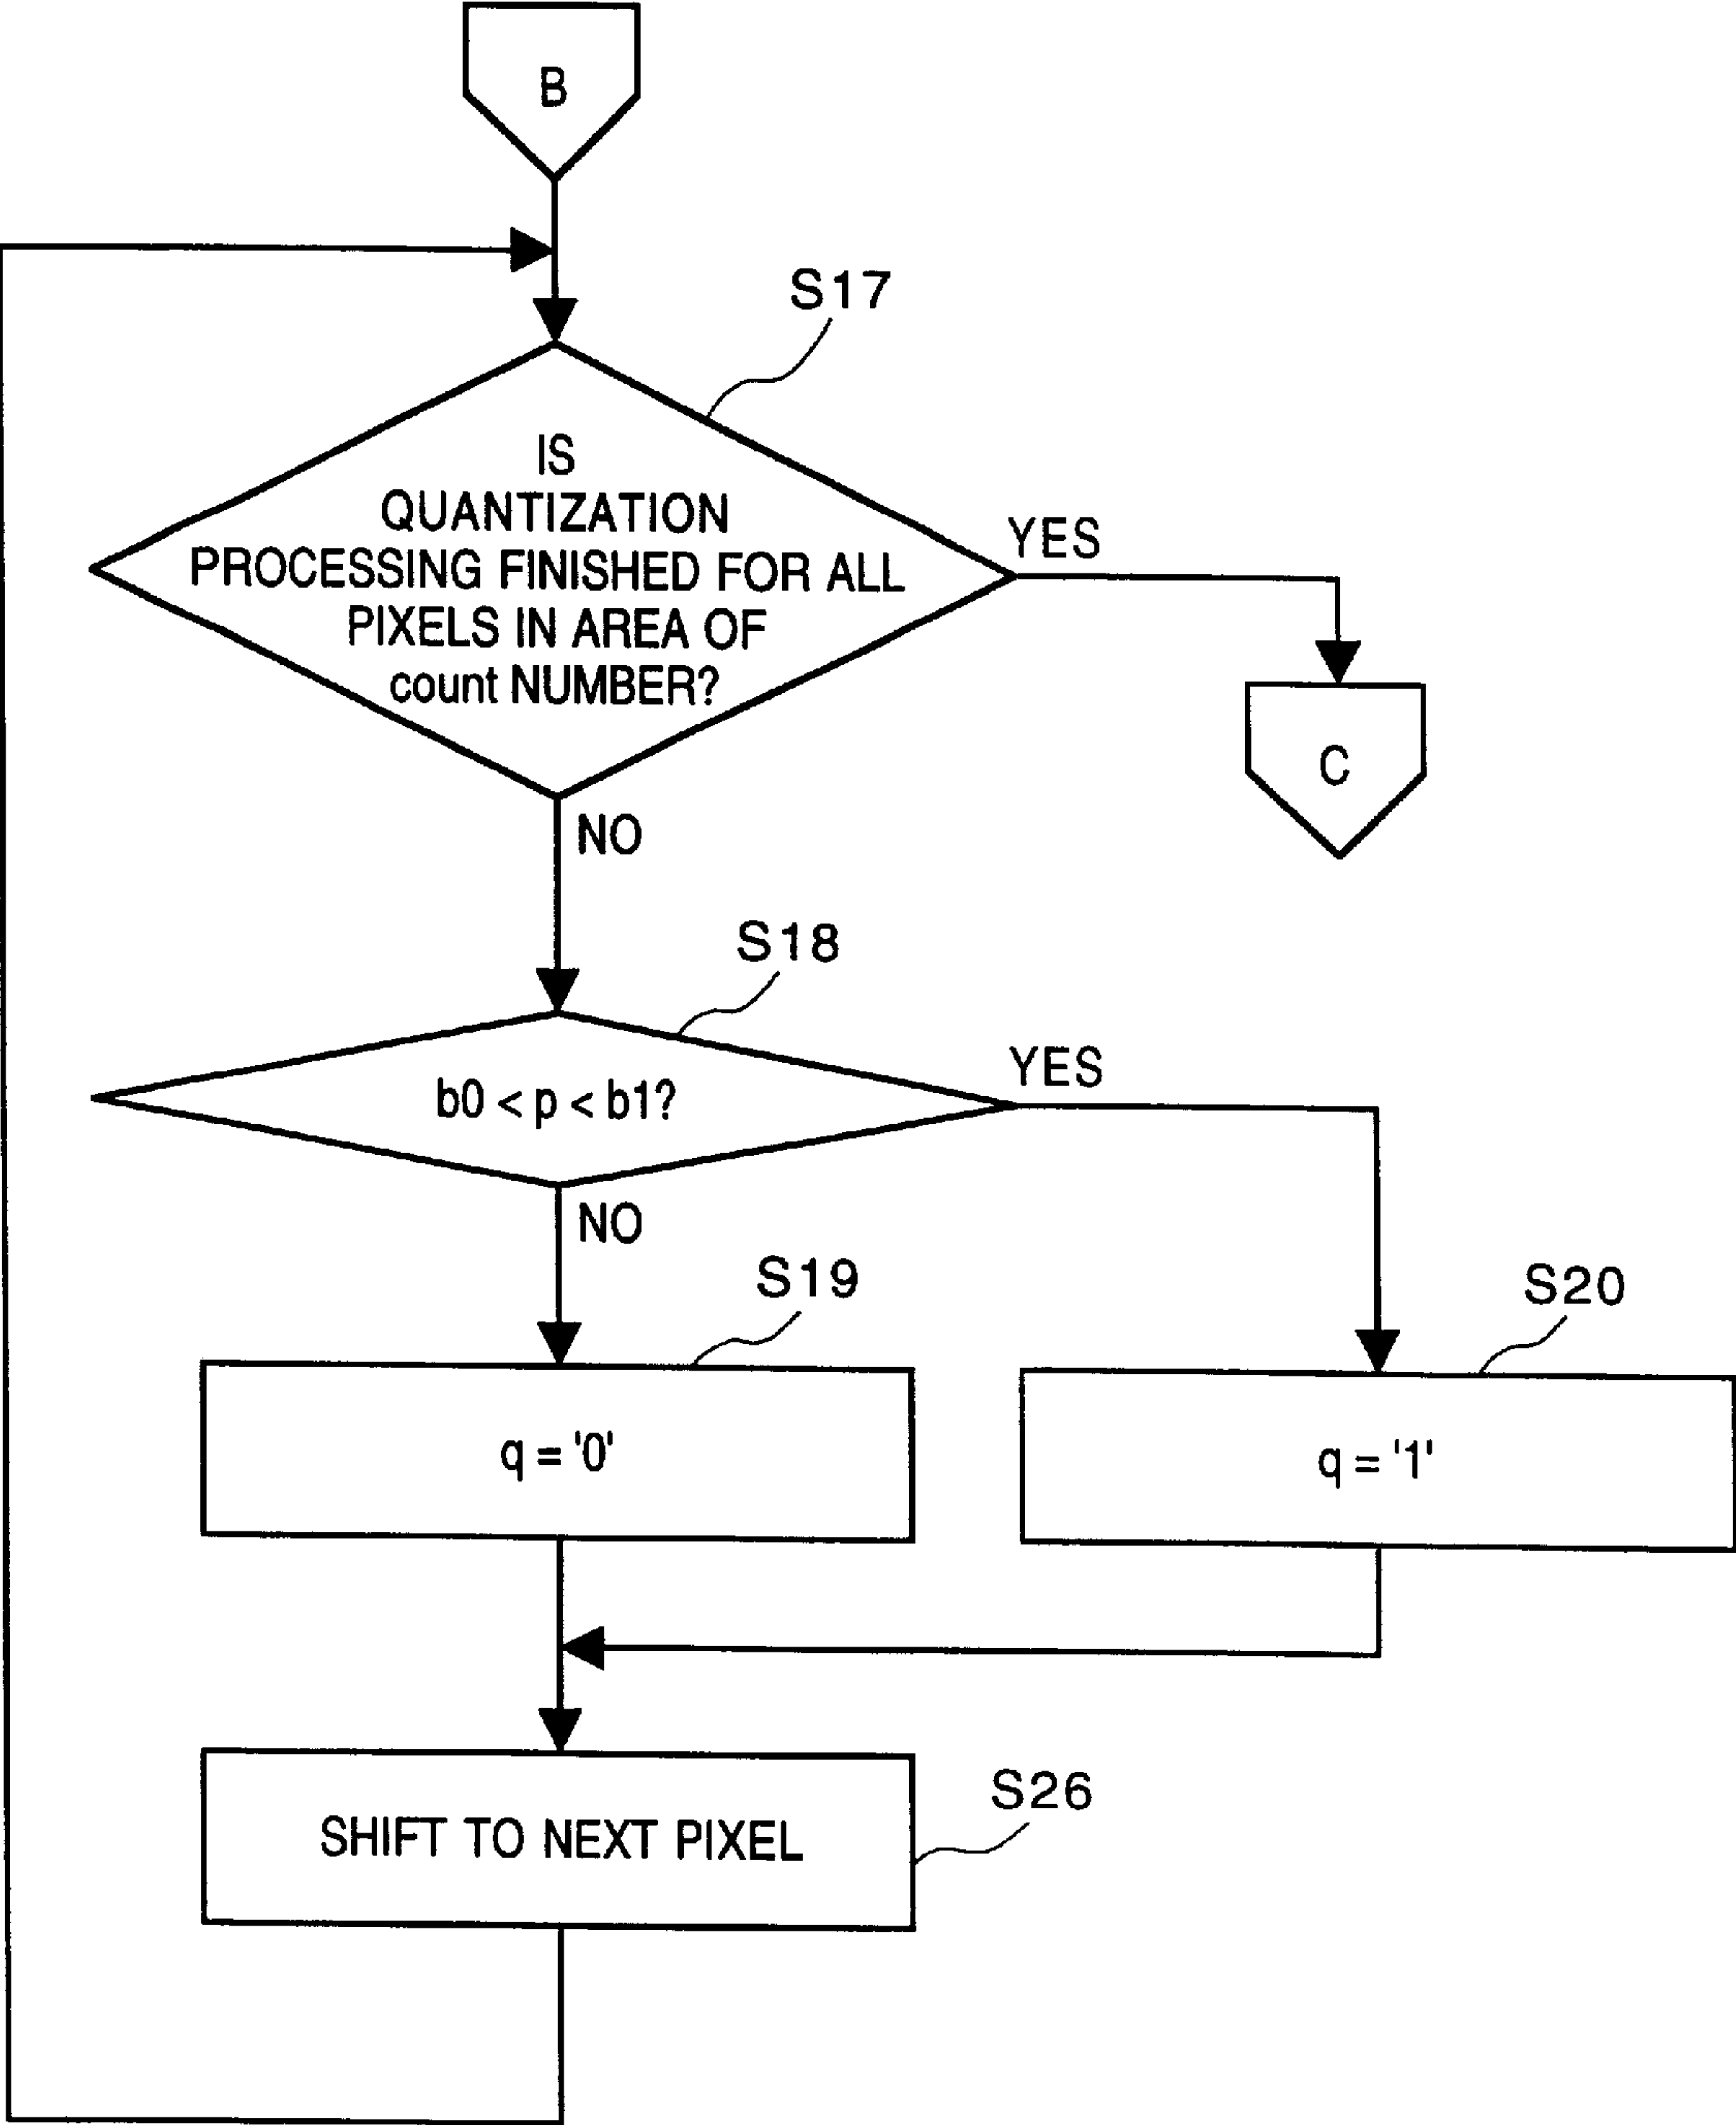 B
S17
IS
QUANTIZATION
PROCESSING FINISHED FOR ALL
PIXELS IN AREA OF
count NUMBER?
YES
C
NO
S18
b0 < p < b1?
YES
NO
S19
S20
q = '0'
q = '1'
SHIFT TO NEXT PIXEL
S26